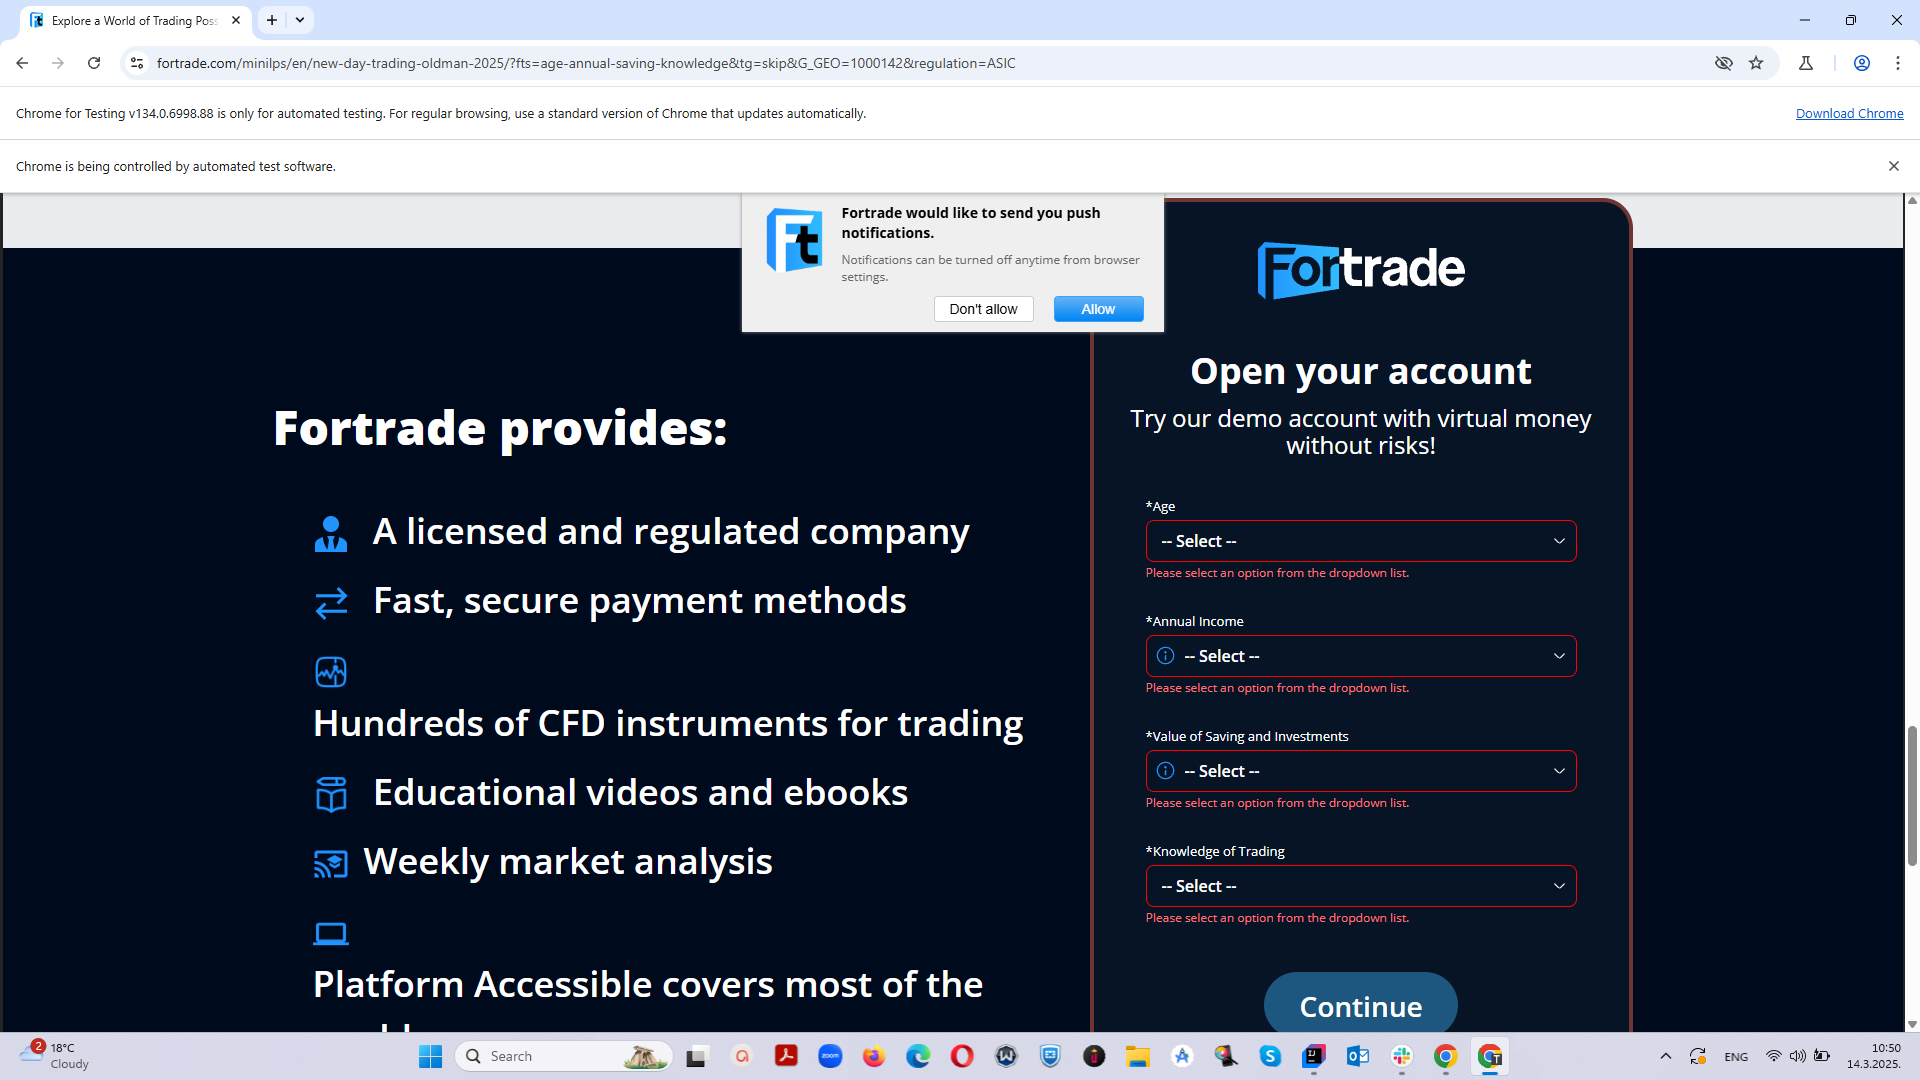 Explore a World of Trading Poss
fortrade.com/minilps/en/new-day-trading-oldman-2025/?fts=age-annual-saving-knowledge&tg=skip&G_GEO=1000142&regulation=ASIC
Chrome for Testing v134.0.6998.88 is only for automated testing. For regular browsing, use a standard version of Chrome that updates automatically.
Download Chrome
Chrome is being controlled by automated test software.
Ft
Fortrade would like to send you push
notifications.
Notifications can be turned off anytime from browser
settings.
Don't allow
Allow
Fortrade provides:
A licensed and regulated company
Fast, secure payment methods
Hundreds of CFD instruments for trading
Educational videos and ebooks
Weekly market analysis
Platform Accessible covers most of the
Fortrade
Open your account
Try our demo account with virtual money
without risks!
*Age
-- Select --
Please select an option from the dropdown list.
*Annual Income
-- Select --
Please select an option from the dropdown list.
*Value of Saving and Investments
-- Select --
Please select an option from the dropdown list.
*Knowledge of Trading
-- Select --
Please select an option from the dropdown list.
Continue
2
18°C
Cloudy
Search
zoom
ENG
10:50
14.3.2025.